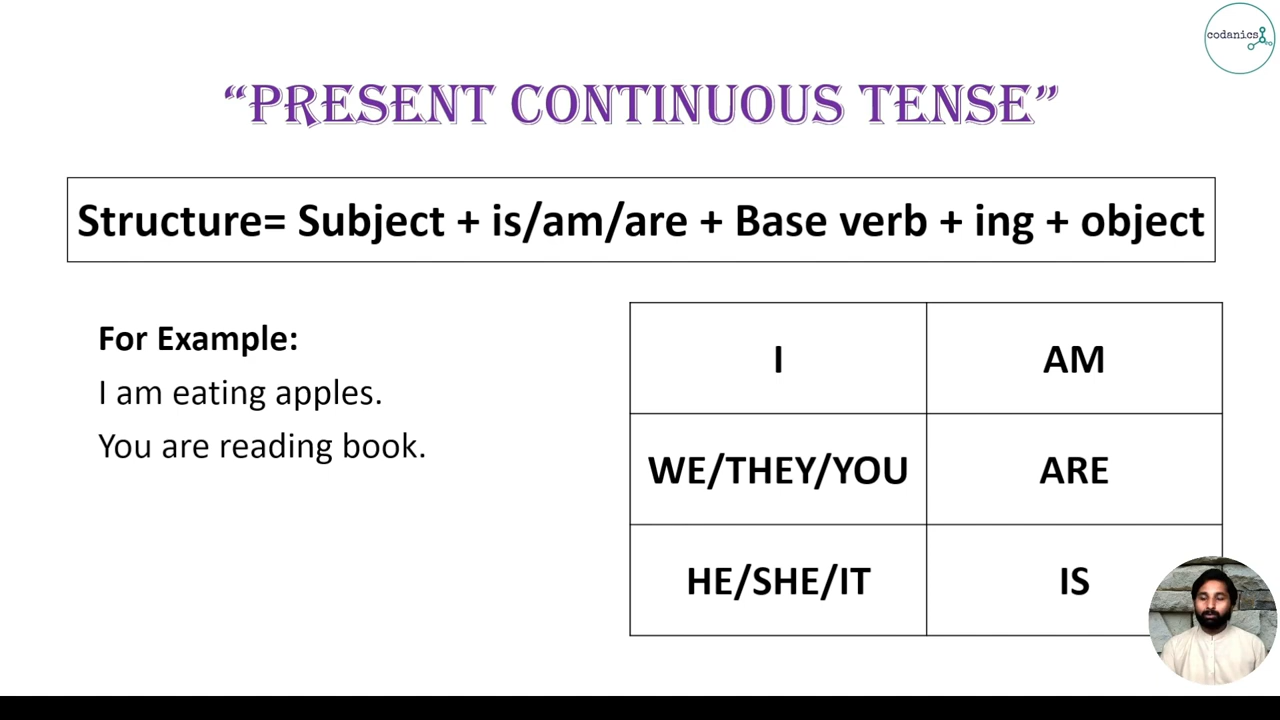 codanics
“PRESENT CONTINUOUS TENSE”
Structure= Subject + is/am/are + Base verb + ing + object
For Example:
I am eating apples.
You are reading book.
I AM
WE/THEY/YOU ARE
HE/SHE/IT IS